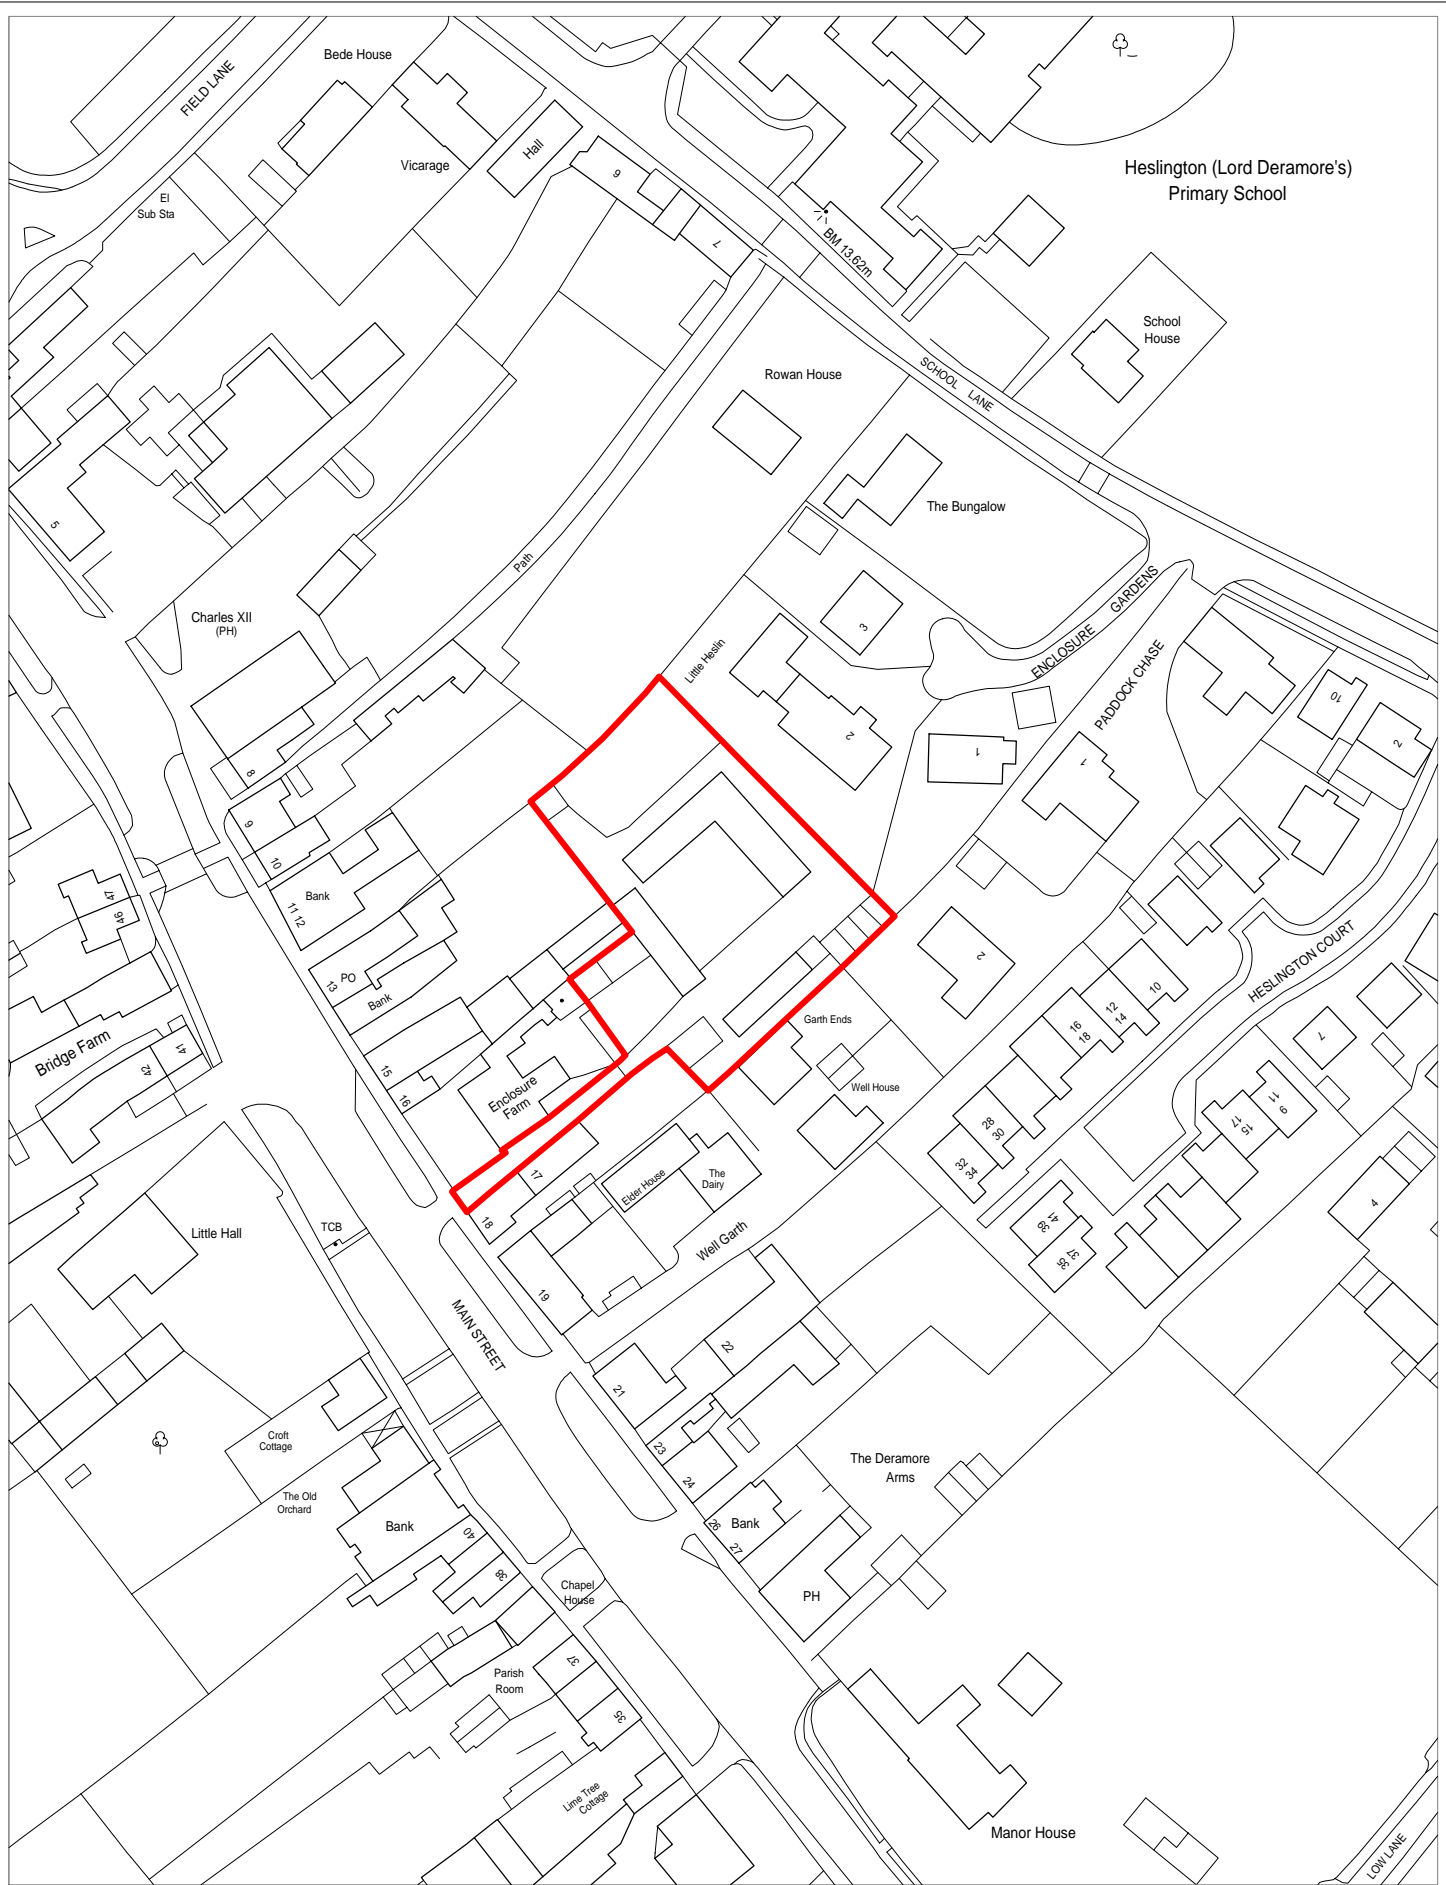 Bede House
FIELD LANE
Vicarage
Hall
6
7
El
Sub Sta
BM 13.62m
Heslington (Lord Deramore's)
Primary School
School
House
SCHOOL LANE
Rowan House
The Bungalow
5
Path
Charles XII
(PH)
3
Little Heslin
ENCLOSURE GARDENS
PADDOCK CHASE
2
1
1
10
2
8
9
10
Bank
11 12
47
46
13
PO
Bank
2
HESLINGTON COURT
10
12
14
16
18
7
Bridge Farm
41
42
15
16
Enclosure
Farm
Garth Ends
Well House
28
30
32
34
11
9
17
15
17
18
Elder House
The
Dairy
Well Garth
41
39
37
35
4
Little Hall
TCB
19
MAIN STREET
22
21
23
24
Croft
Cottage
The Old
Orchard
The Deramore
Arms
Bank
40
38
26
27
Bank
PH
Chapel
House
Parish
Room
37
35
Lime Tree
Cottage
Manor House
LOW LANE